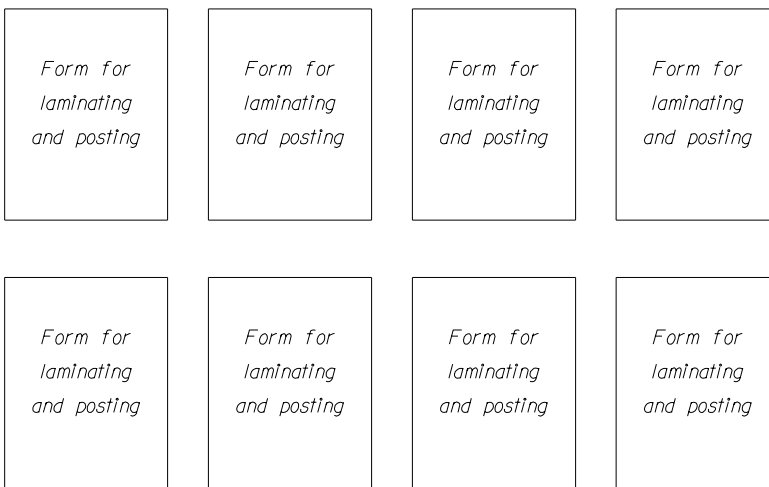 Form for
laminating
and posting
Form for
laminating
and posting
Form for
laminating
and posting
Form for
laminating
and posting
Form for
laminating
and posting
Form for
laminating
and posting
Form for
laminating
and posting
Form for
laminating
and posting